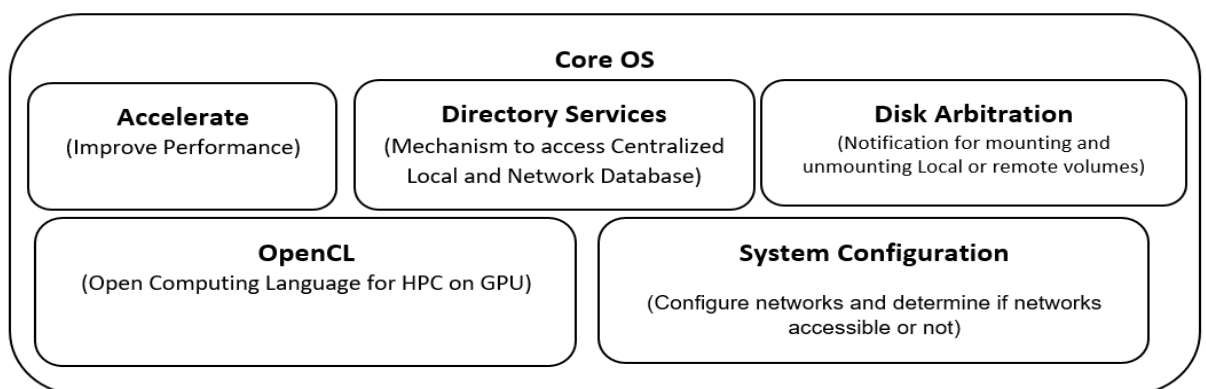 Core OS
Accelerate
(Improve Performance)
Directory Services
(Mechanism to access Centralized
Local and Network Database)
Disk Arbitration
(Notification for mounting and
unmounting Local or remote volumes)
OpenCL
(Open Computing Language for HPC on GPU)
System Configuration
(Configure networks and determine if networks
accessible or not)